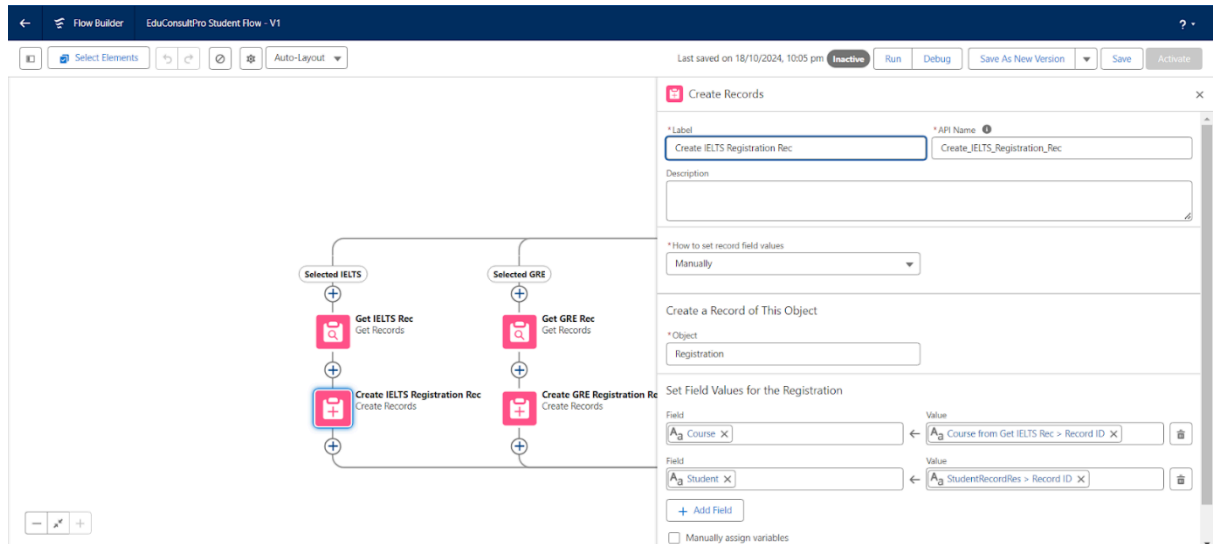 Flow Builder EduConsultPro Student Flow - V1 ?
Select Elements Auto-Layout Last saved on 18/10/2024, 10:05 pm Inactive Run Debug Save As New Version Save Activate
Create Records
*Label *API Name
Create IELTS Registration Rec Create_IELTS_Registration_Rec
Description
*How to set record field values
Manually
Selected IELTS Selected GRE
Get IELTS Rec Get GRE Rec
Get Records Get Records
Create a Record of This Object
*Object
Registration
Create IELTS Registration Rec Create GRE Registration Re
Create Records Create Records
Set Field Values for the Registration
Field Value
Aa Course Aa Course from Get IELTS Rec > Record ID
Field Value
Aa Student Aa StudentRecordRes > Record ID
+ Add Field
Manually assign variables